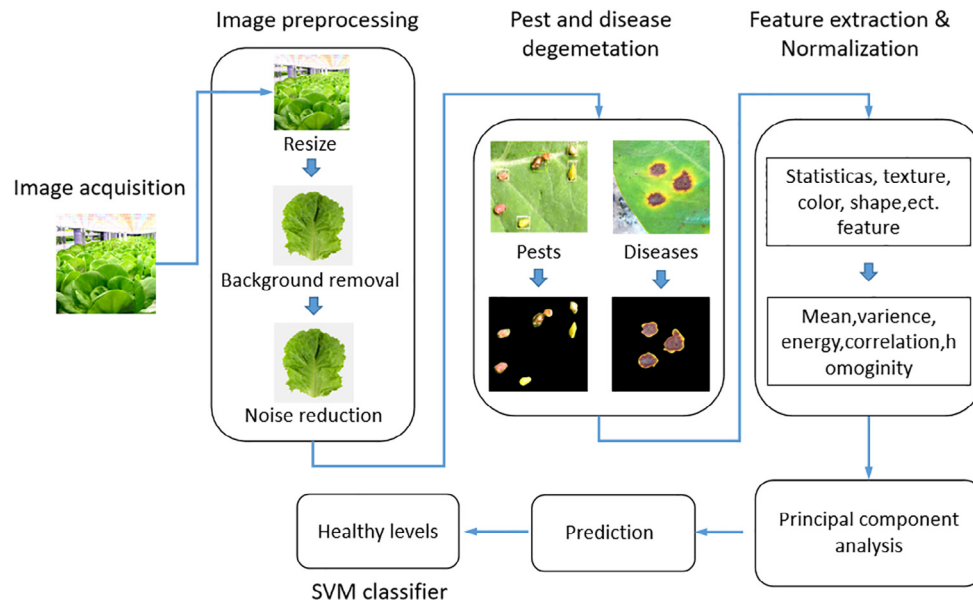 Image acquisition
Image preprocessing
Resize
Background removal
Noise reduction
Pest and disease
degemetation
Pests
Diseases
Feature extraction &
Normalization
Statisticas, texture,
color, shape,ect.
feature
Mean,varience,
energy,correlation,h
omoginity
Principal component
analysis
Prediction
Healthy levels
SVM classifier